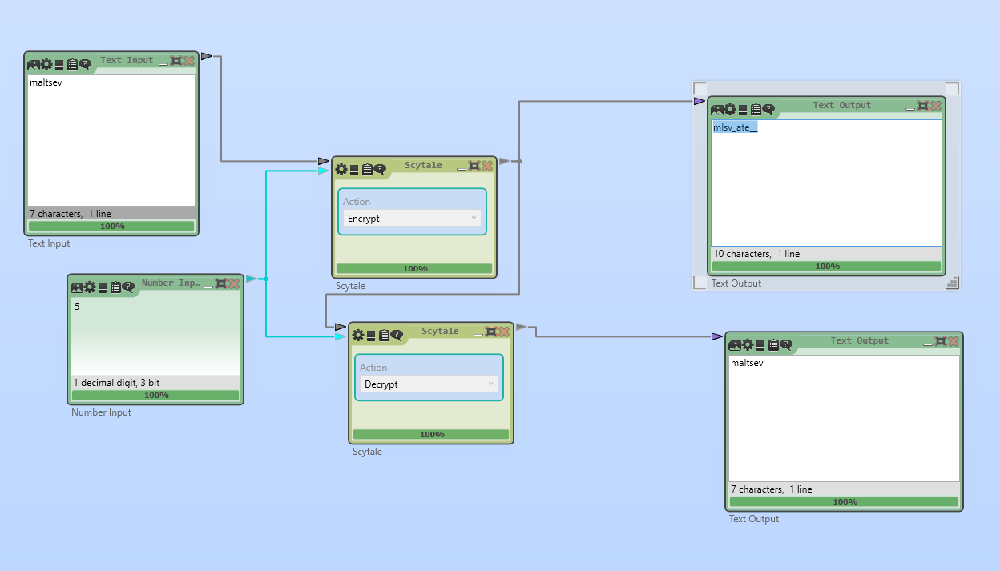 Text Input
maltsev
7 characters,  1 line
100%
Text Input
Number Inp...
5
1 decimal digit, 3 bit
100%
Number Input
Scytale
Action
Encrypt
100%
Scytale
Scytale
Action
Decrypt
100%
Scytale
Text Output
mlsv_ate__
10 characters,  1 line
100%
Text Output
Text Output
maltsev
7 characters,  1 line
100%
Text Output